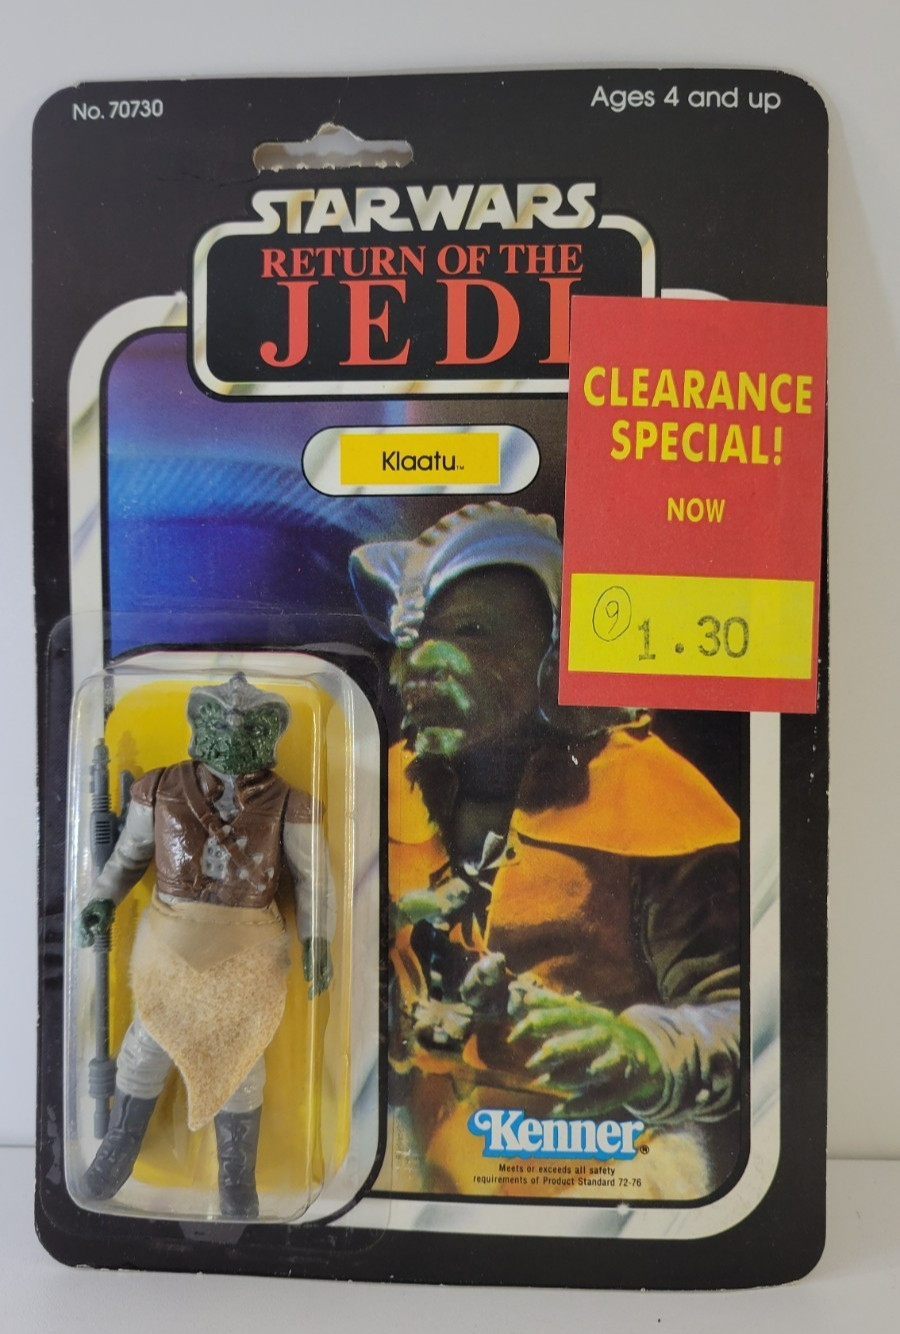 No. 70730
Ages 4 and up
STAR WARS
RETURN OF THE
JEDI
CLEARANCE
SPECIAL!
NOW
9
1.30
Klaatu™
Kenner®
Meets or exceeds all safety
requirements of Product Standard 72-76